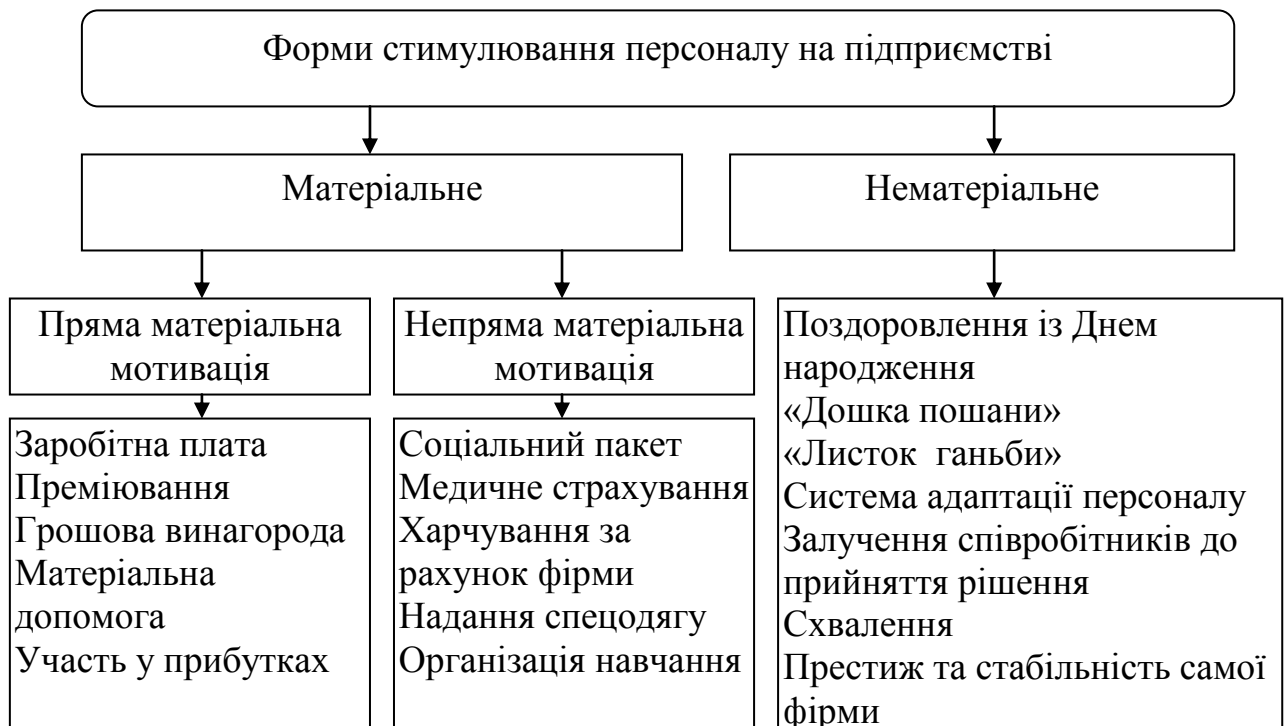 Форми стимулювання персоналу на підприємстві
Матеріальне
Нематеріальне
Пряма матеріальна
мотивація
Непряма матеріальна
мотивація
Заробітна плата
Преміювання
Грошова винагорода
Матеріальна
допомога
Участь у прибутках
Соціальний пакет
Медичне страхування
Харчування за
рахунок фірми
Надання спецодягу
Організація навчання
Поздоровлення із Днем
народження
«Дошка пошани»
«Листок ганьби»
Система адаптації персоналу
Залучення співробітників до
прийняття рішення
Схвалення
Престиж та стабільність самої
фірми